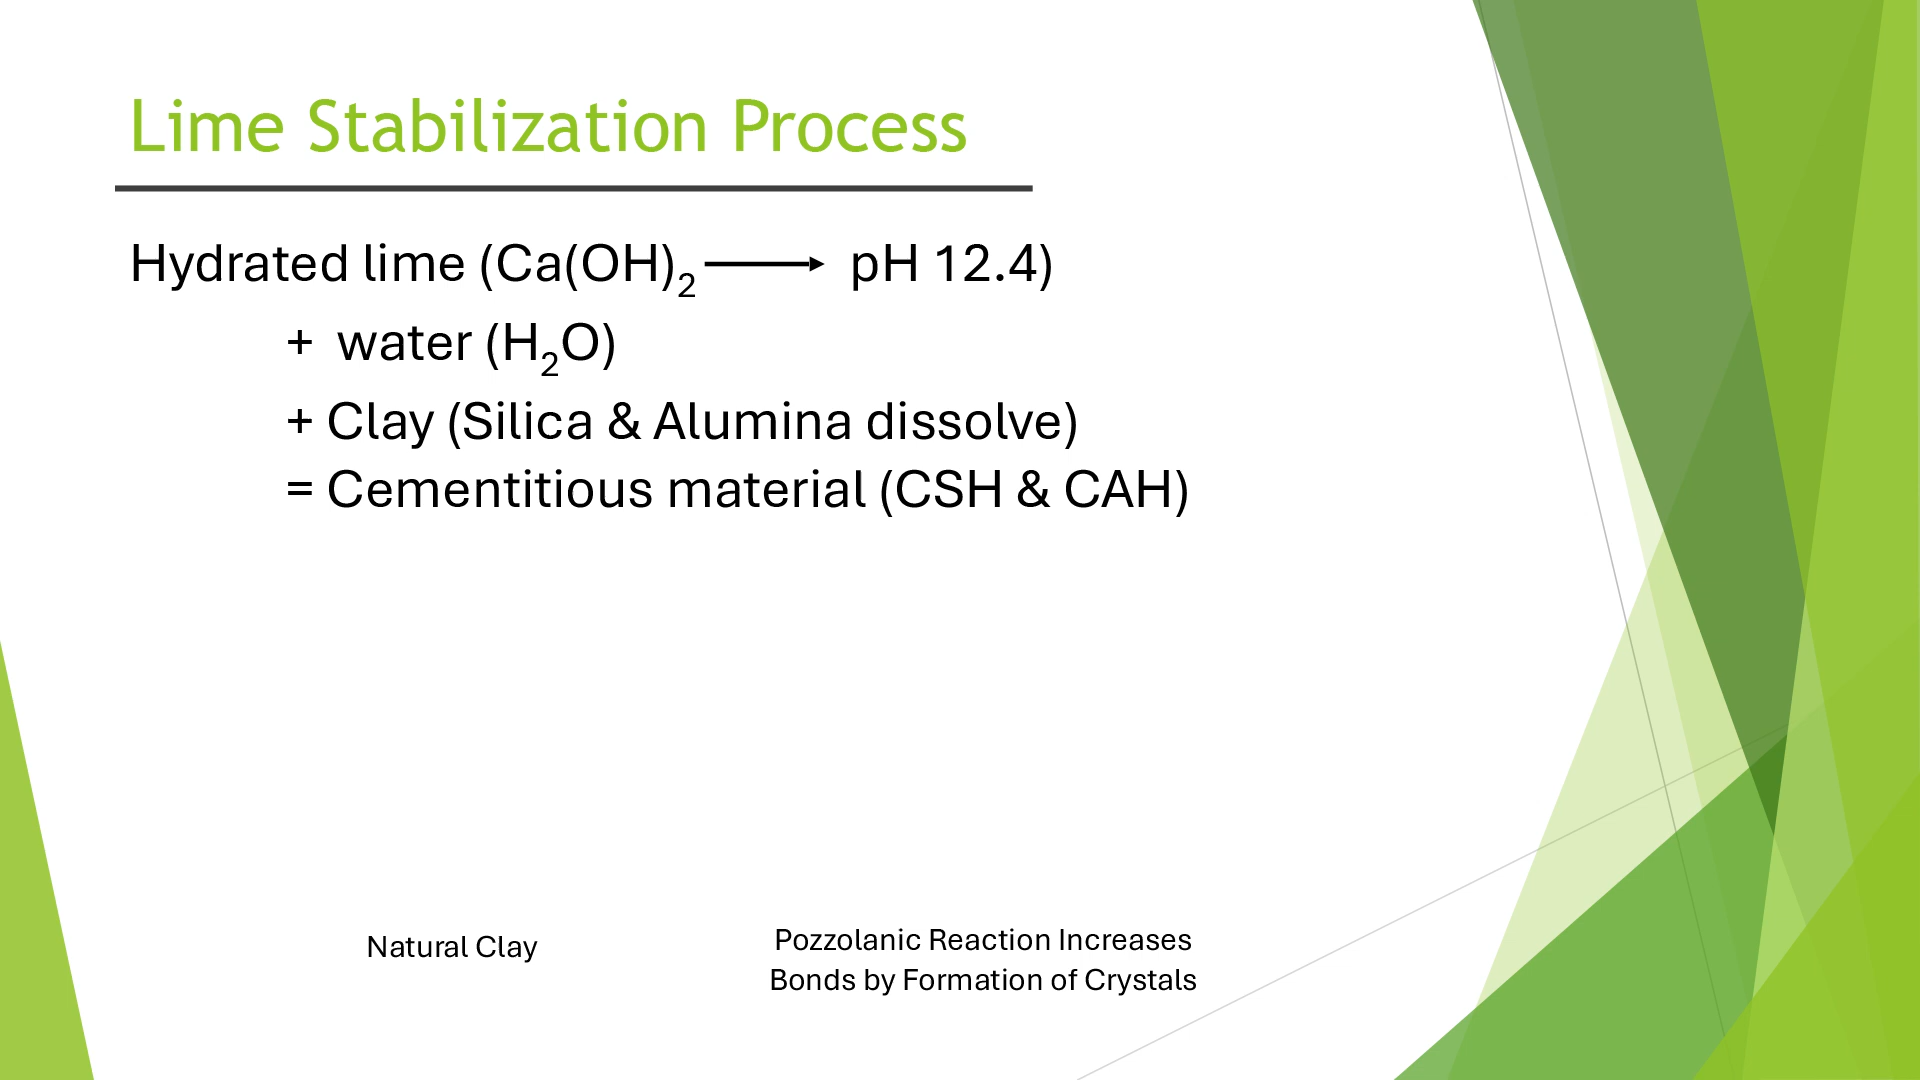 Lime Stabilization Process
Hydrated lime (Ca(OH)₂ ⟶ pH 12.4)
+ water (H₂O)
+ Clay (Silica & Alumina dissolve)
= Cementitious material (CSH & CAH)
Natural Clay
Pozzolanic Reaction Increases
Bonds by Formation of Crystals